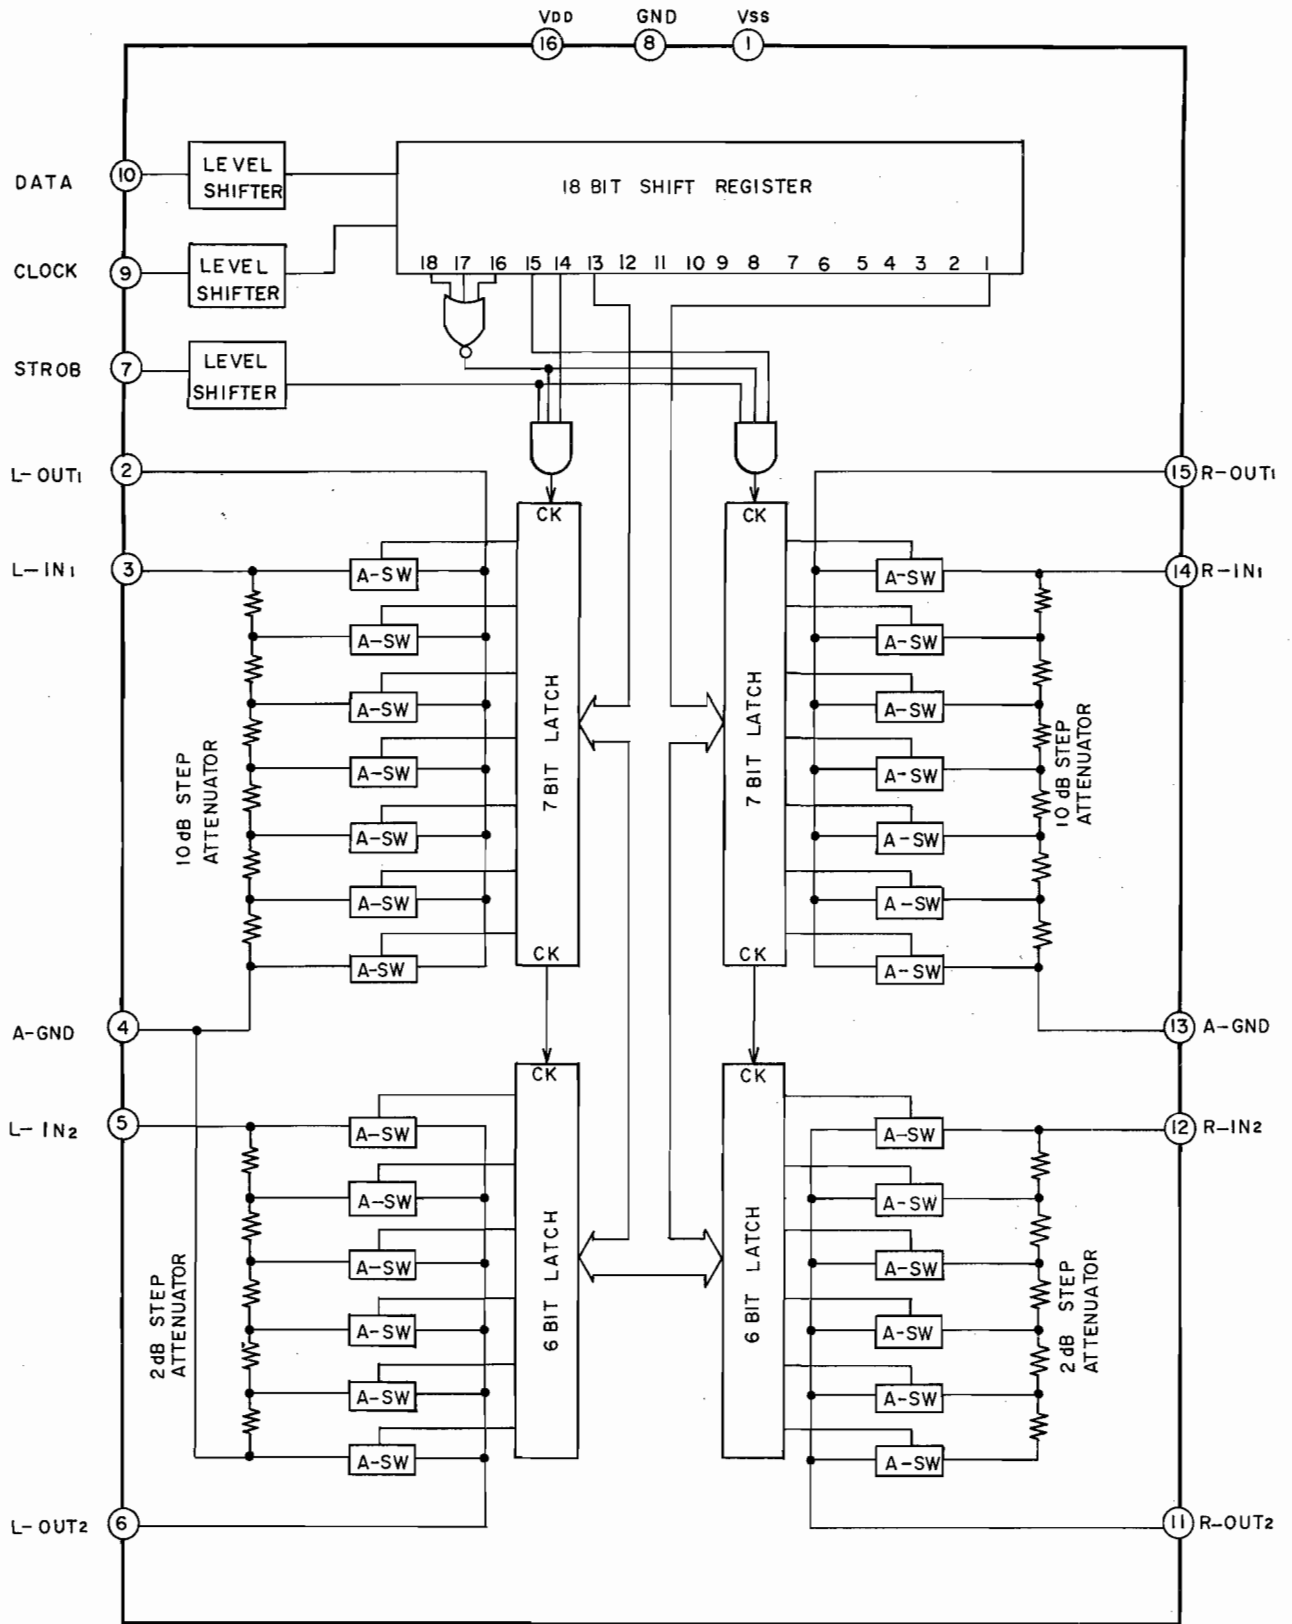 VDD GND VSS
16 8 1
DATA 10 LEVEL SHIFTER
18 BIT SHIFT REGISTER
CLOCK 9 LEVEL SHIFTER
18 17 16 15 14 13 12 11 10 9 8 7 6 5 4 3 2 1
STROB 7 LEVEL SHIFTER
L-OUT1 2
15 R-OUT1
CK CK
L-IN1 3 A-SW A-SW 14 R-IN1
A-SW A-SW
A-SW A-SW
A-SW A-SW
A-SW A-SW
A-SW A-SW
A-SW A-SW
10dB STEP
ATTENUATOR
7 BIT LATCH
7 BIT LATCH
10dB STEP
ATTENUATOR
CK CK
A-GND 4
13 A-GND
CK CK
L-IN2 5 A-SW A-SW 12 R-IN2
A-SW A-SW
A-SW A-SW
A-SW A-SW
A-SW A-SW
A-SW A-SW
2dB STEP
ATTENUATOR
6 BIT LATCH
6 BIT LATCH
2dB STEP
ATTENUATOR
L-OUT2 6
11 R-OUT2